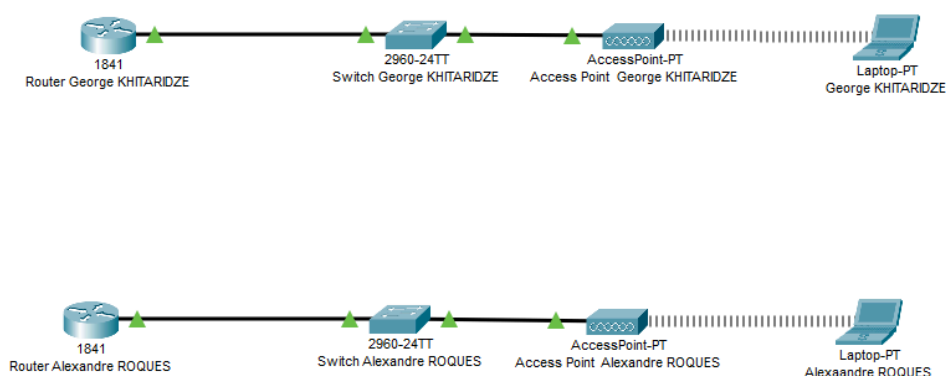 1841
Router George KHITARIDZE
2960-24TT
Switch George KHITARIDZE
AccessPoint-PT
Access Point George KHITARIDZE
Laptop-PT
George KHITARIDZE
1841
Router Alexandre ROQUES
2960-24TT
Switch Alexandre ROQUES
AccessPoint-PT
Access Point Alexandre ROQUES
Laptop-PT
Alexaandre ROQUES